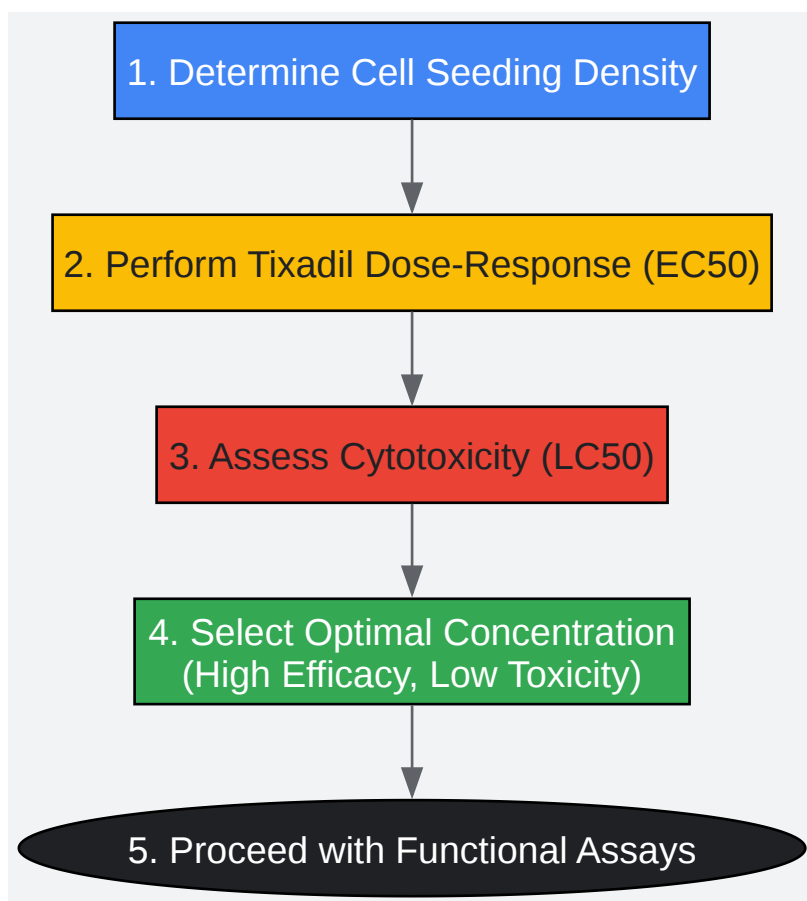 1. Determine Cell Seeding Density
2. Perform Tixadil Dose-Response (EC50)
3. Assess Cytotoxicity (LC50)
4. Select Optimal Concentration
(High Efficacy, Low Toxicity)
5. Proceed with Functional Assays